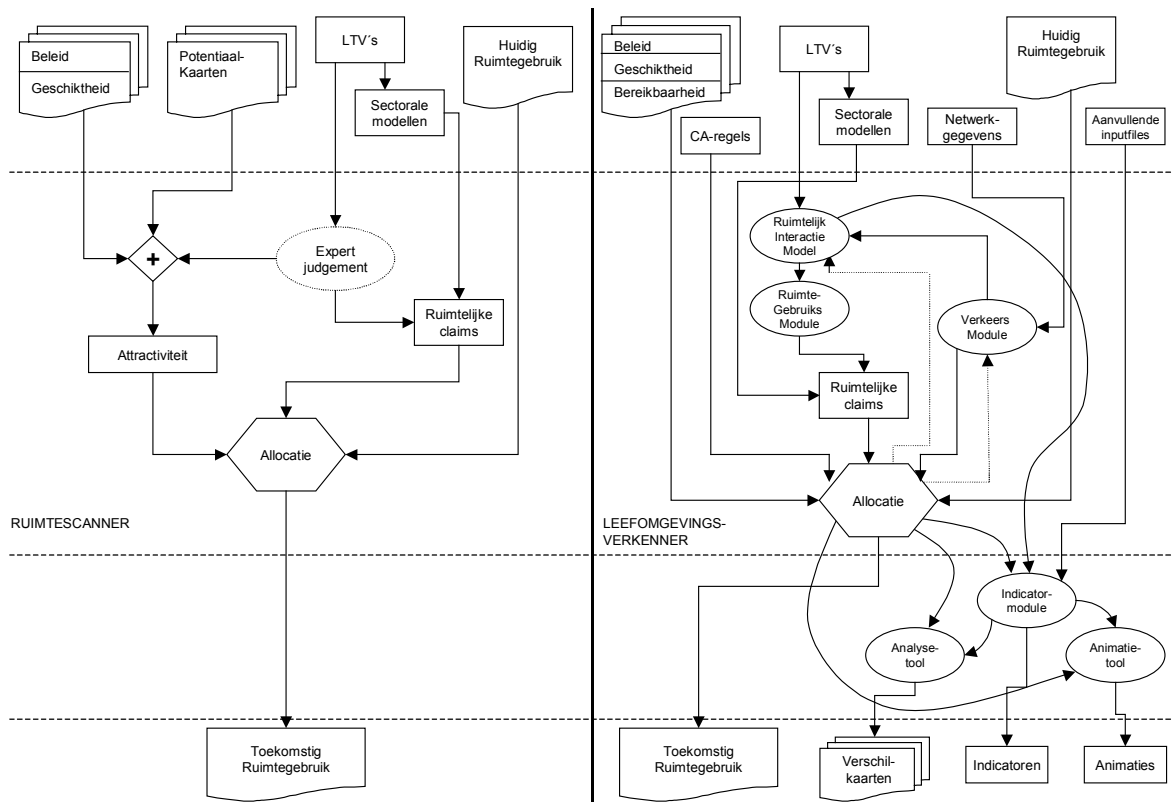 Beleid
Geschiktheid
Potentiaal-
Kaarten
LTV´s
Sectorale
modellen
Huidig
Ruimtegebruik
+
Expert
judgement
Ruimtelijke
claims
Attractiviteit
Allocatie
RUIMTESCANNER
Toekomstig
Ruimtegebruik
Beleid
Geschiktheid
Bereikbaarheid
CA-regels
LTV´s
Sectorale
modellen
Netwerk-
gegevens
Huidig
Ruimtegebruik
Aanvullende
inputfiles
Ruimtelijk
Interactie
Model
Ruimte-
Gebruiks
Module
Verkeers
Module
Ruimtelijke
claims
Allocatie
LEEFOMGEVINGS-
VERKENNER
Indicator-
module
Analyse-
tool
Animatie-
tool
Toekomstig
Ruimtegebruik
Verschil-
kaarten
Indicatoren
Animaties